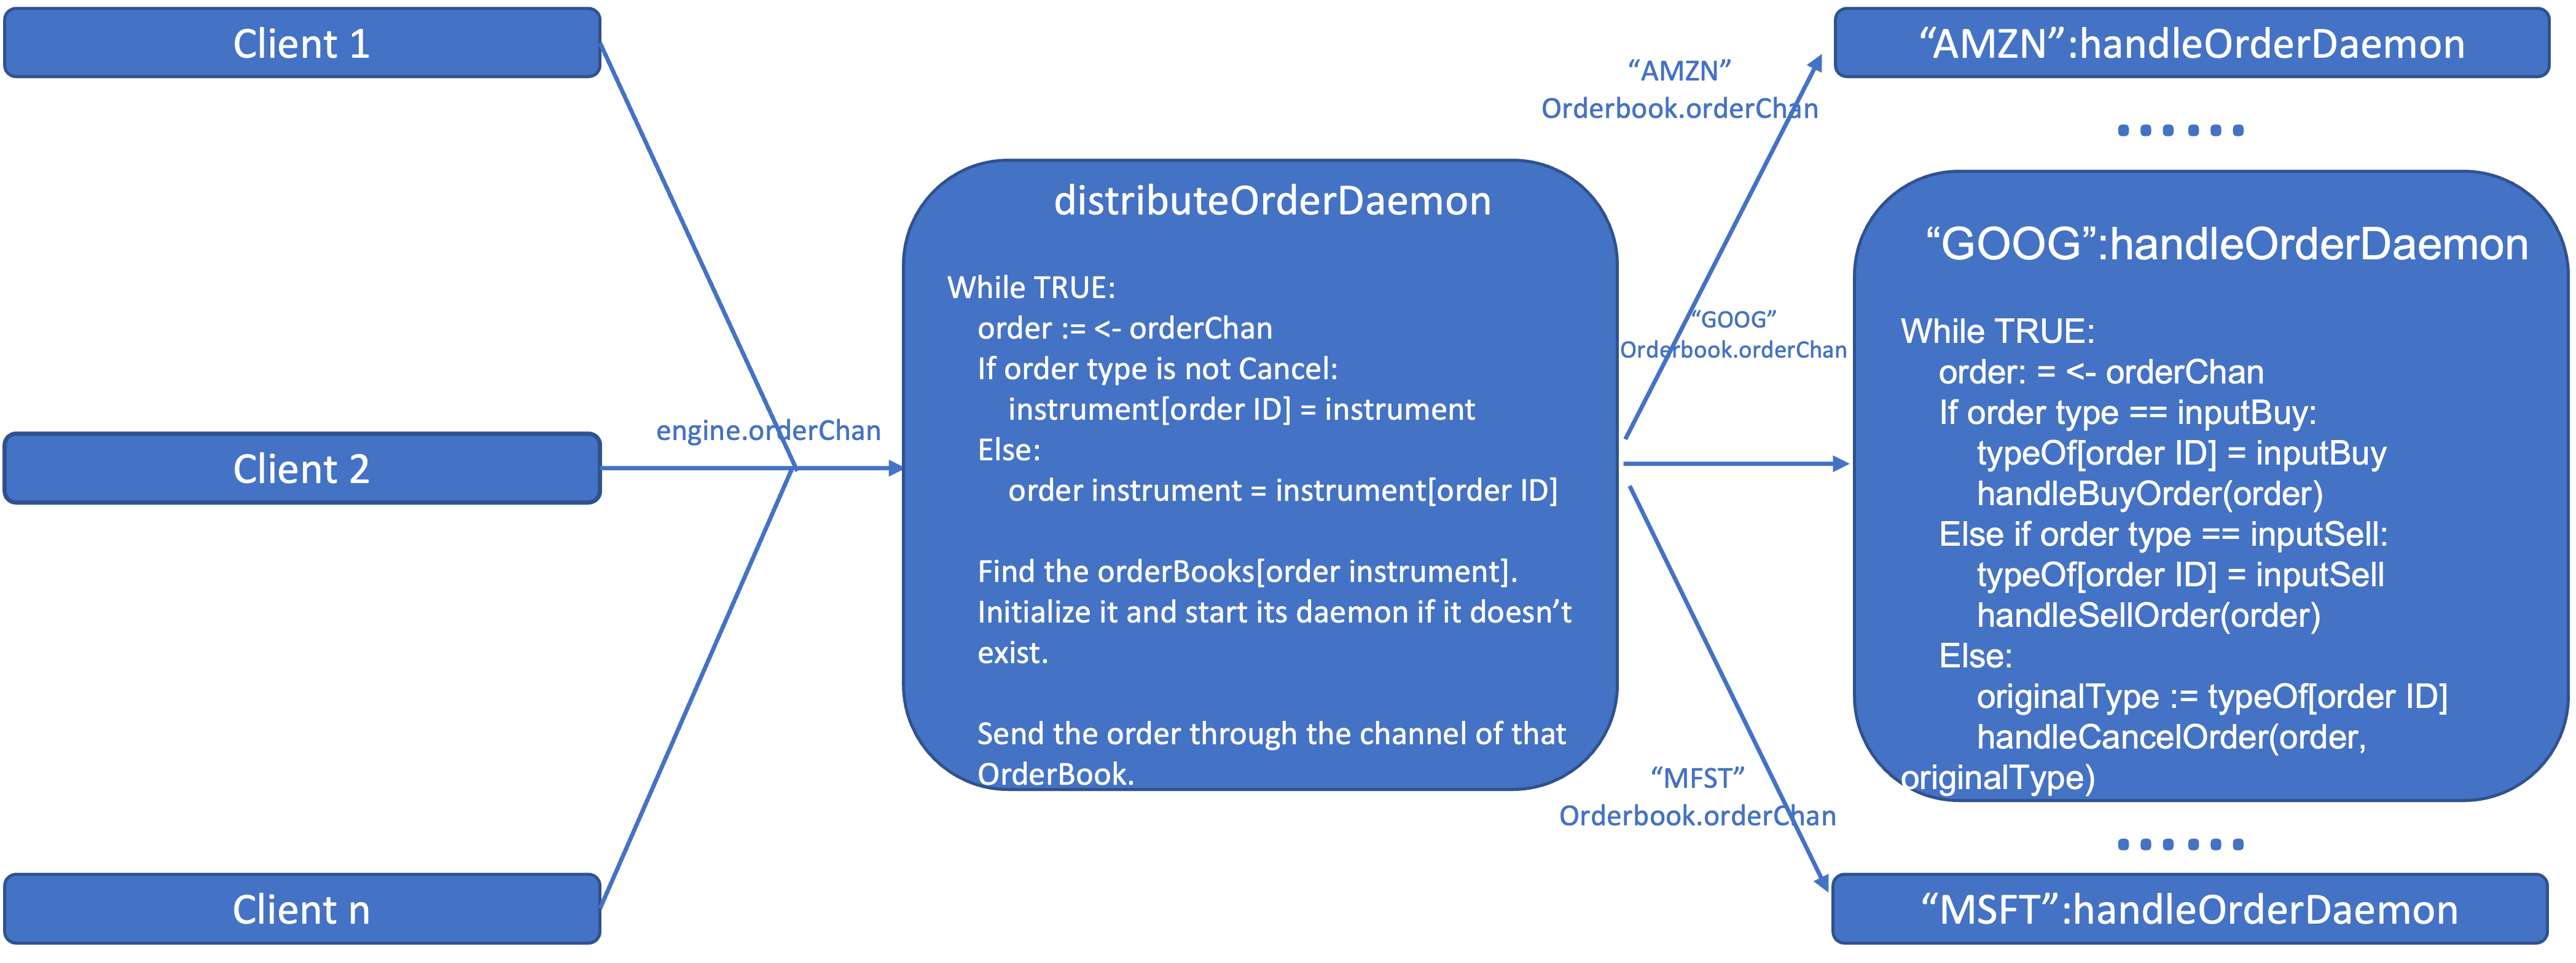 Client 1
Client 2
Client n
engine.orderChan
distributeOrderDaemon
While TRUE:
order := <- orderChan
If order type is not Cancel:
instrument[order ID] = instrument
Else:
order instrument = instrument[order ID]
Find the orderBooks[order instrument].
Initialize it and start its daemon if it doesn’t
exist.
Send the order through the channel of that
OrderBook.
“AMZN”
Orderbook.orderChan
“GOOG”
Orderbook.orderChan
“MFST”
Orderbook.orderChan
“AMZN”:handleOrderDaemon
......
“GOOG”:handleOrderDaemon
While TRUE:
order: = <- orderChan
If order type == inputBuy:
typeOf[order ID] = inputBuy
handleBuyOrder(order)
Else if order type == inputSell:
typeOf[order ID] = inputSell
handleSellOrder(order)
Else:
originalType := typeOf[order ID]
handleCancelOrder(order,
originalType)
......
“MSFT”:handleOrderDaemon